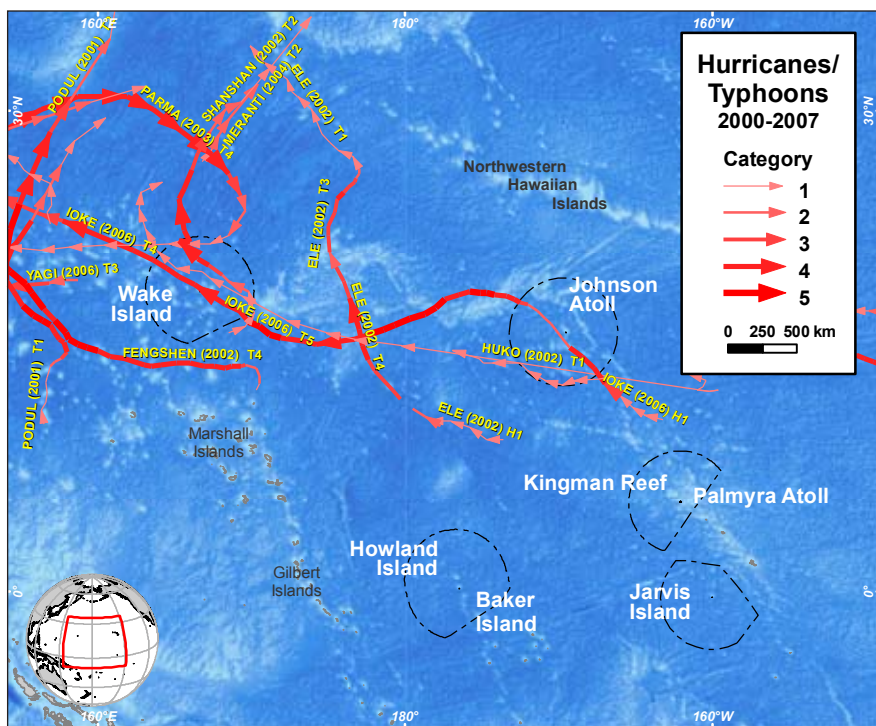 160°E
180°
160°W
30°N
30°N
Hurricanes/
Typhoons
2000-2007
Category
1
2
3
4
5
0 250 500 km
PODUL (2001) T
PARMA (2003)
T4
SHANSHAN (2002) T2
MERANTI (2004) T2
ELE (2002) T1
Northwestern
Hawaiian
Islands
ELE (2002) T3
IOKE (2006) T4
YAGI (2006) T3
Wake
Island
Johnson
Atoll
IOKE (2006) T5
ELE (2002) T4
HUKO (2002) T1
FENGSHEN (2002) T4
PODUL (2001) T1
IOKE (2006) H1
ELE (2002) H1
Marshall
Islands
Kingman Reef
Palmyra Atoll
Howland
Island
Gilbert
Islands
Baker
Island
Jarvis
Island
0°
0°
160°E
180°
160°W